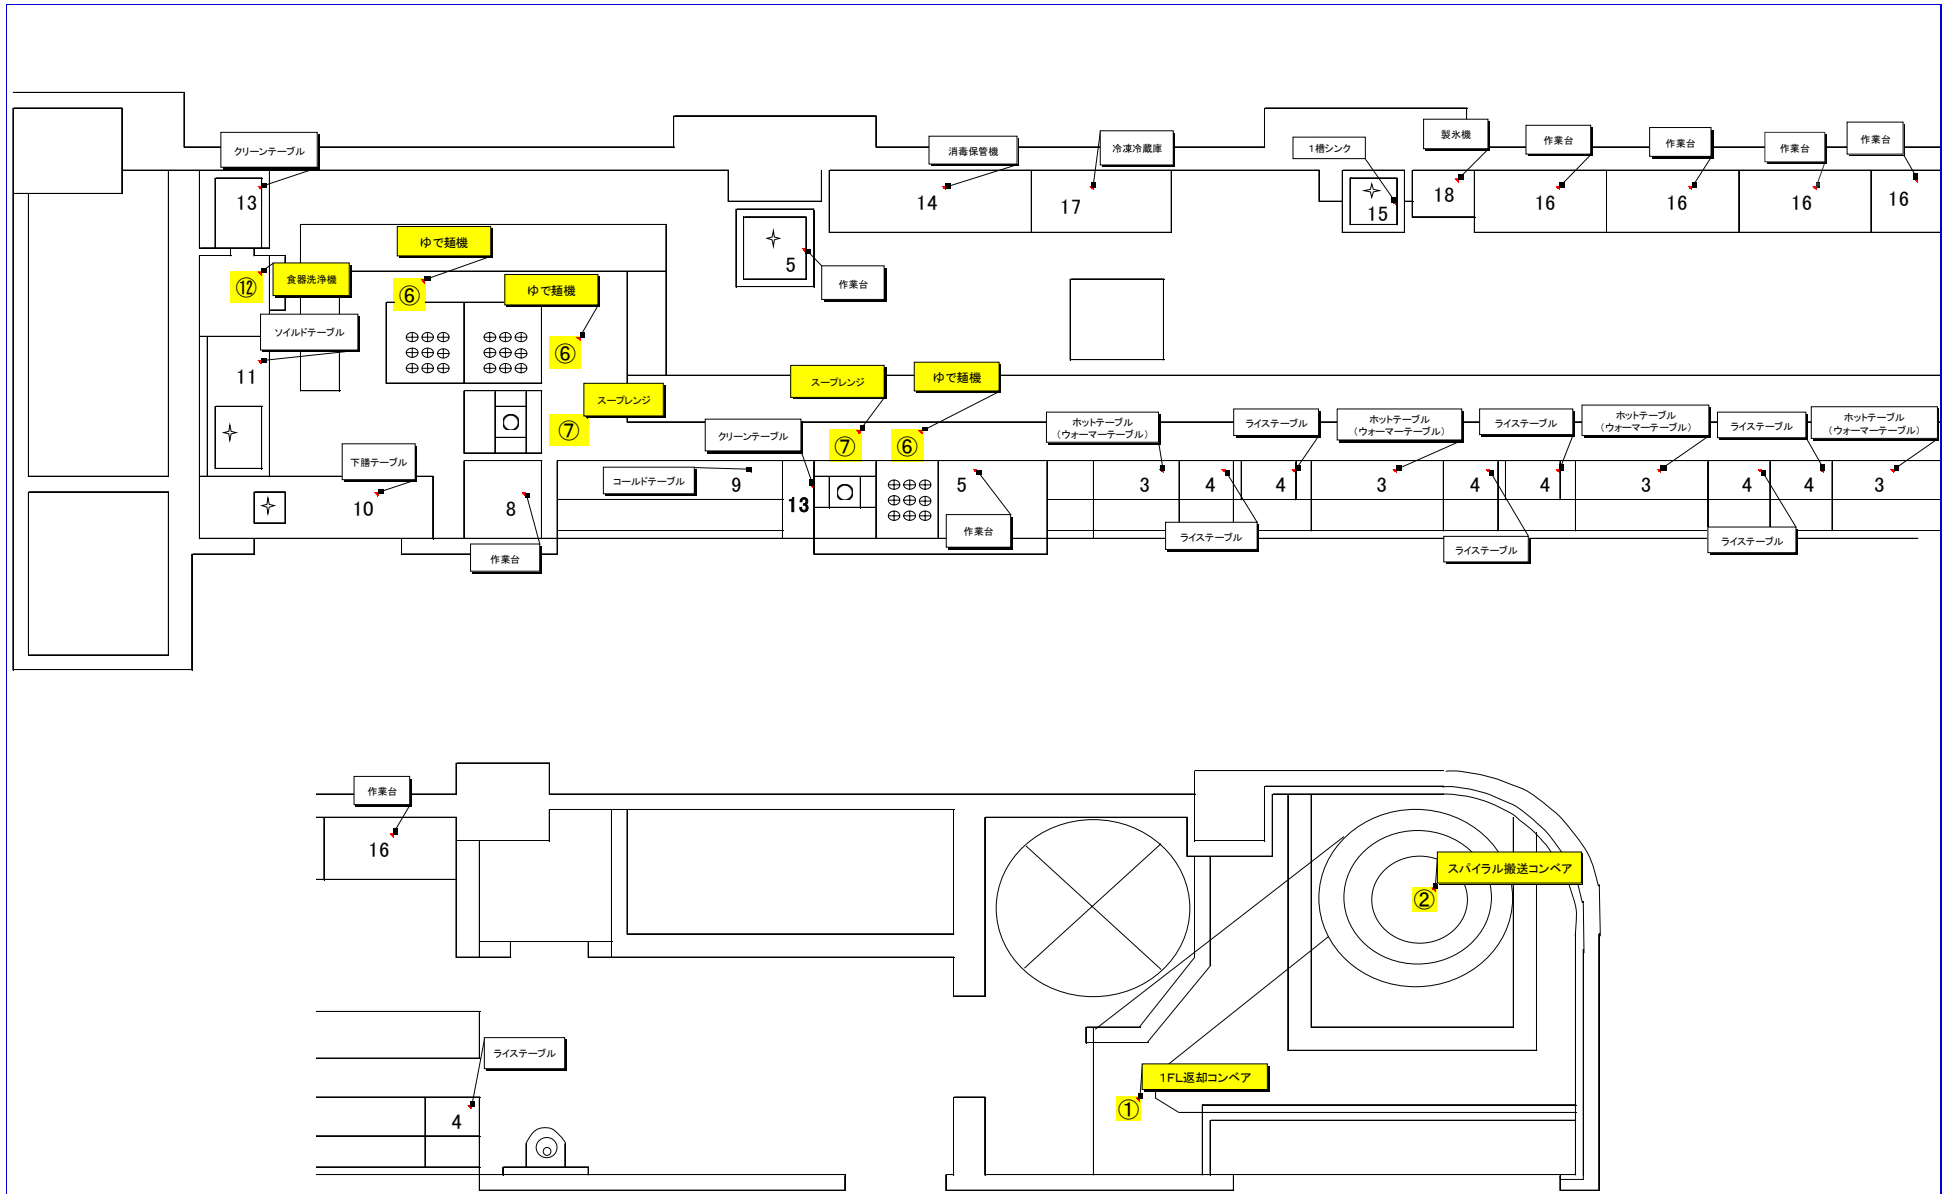 製氷機
作業台
作業台
作業台
作業台
クリーンテーブル
消毒保管機
冷凍冷蔵庫
1槽シンク
13
14
17
15
18
16
16
16
16
ゆで麺機
5
作業台
⑫
食器洗浄機
⑥
ゆで麺機
ソイルドテーブル
⑥
11
スープレンジ
ゆで麺機
スープレンジ
⑦
クリーンテーブル
⑦
⑥
ホットテーブル
(ウォーマーテーブル)
ライステーブル
ホットテーブル
(ウォーマーテーブル)
ライステーブル
ホットテーブル
(ウォーマーテーブル)
ライステーブル
ホットテーブル
(ウォーマーテーブル)
下膳テーブル
コールドテーブル
9
5
3
4
4
3
4
4
3
4
4
3
10
8
13
作業台
作業台
ライステーブル
ライステーブル
ライステーブル
作業台
16
スパイラル搬送コンベア
②
ライステーブル
1FL返却コンベア
①
4